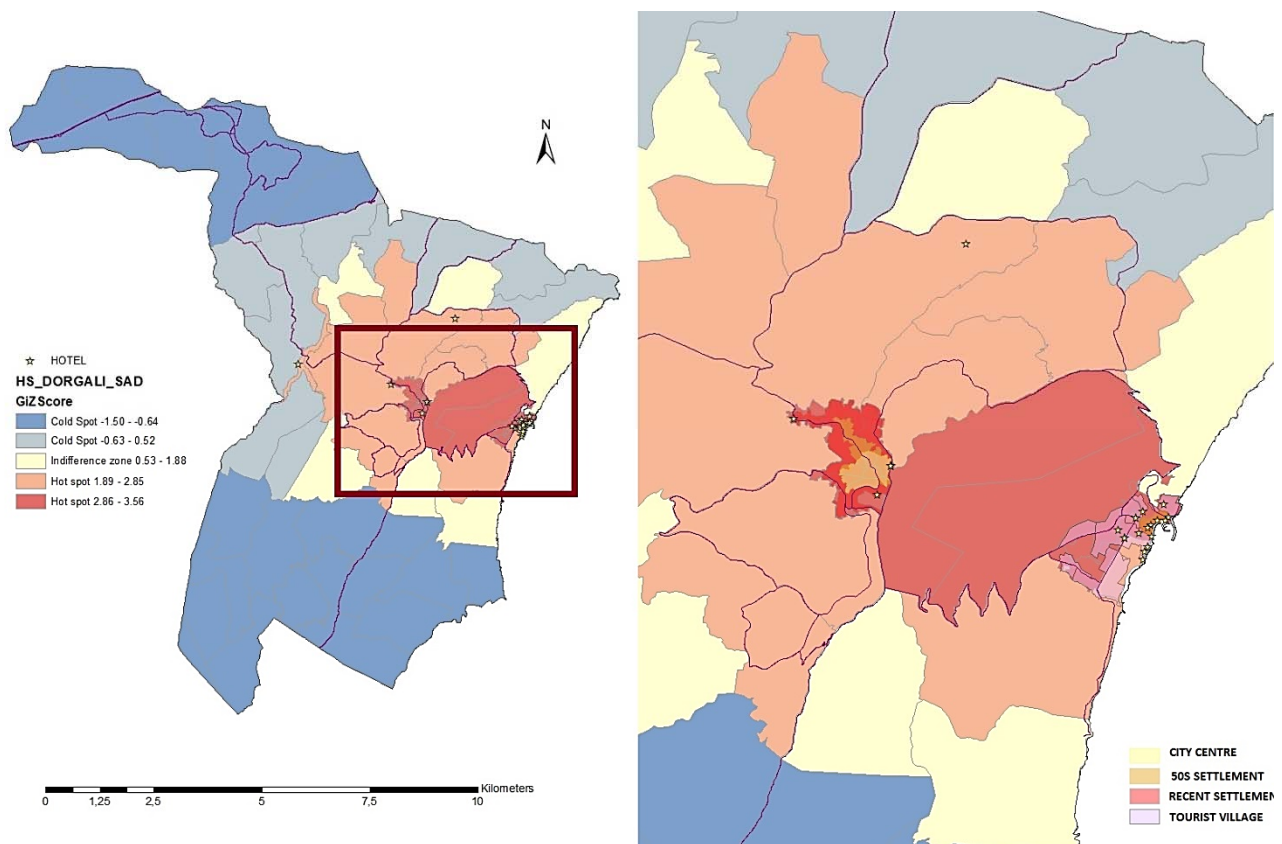 N
HOTEL
HS_DORGALI_SAD
GiZScore
Cold Spot -1.50 - -0.64
Cold Spot -0.63 - 0.52
Indifference zone 0.53 - 1.88
Hot spot 1.89 - 2.85
Hot spot 2.86 - 3.56
0 1,25 2,5 5 7,5 10 Kilometers
CITY CENTRE
50S SETTLEMENT
RECENT SETTLEMEN
TOURIST VILLAGE